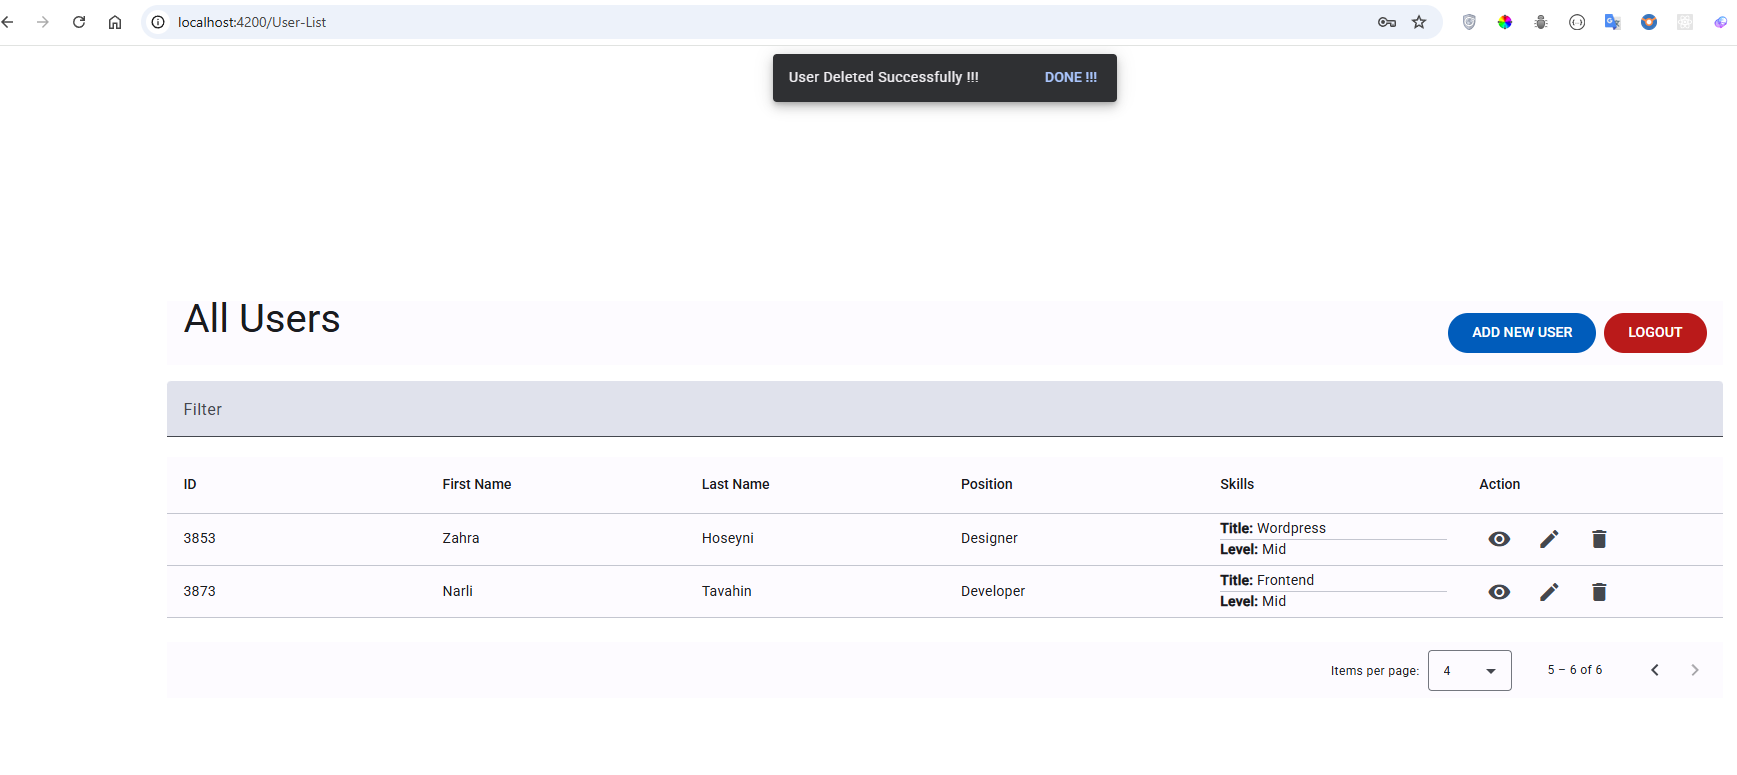 localhost:4200/User-List
User Deleted Successfully !!! DONE !!!
All Users
ADD NEW USER LOGOUT
Filter
ID First Name Last Name Position Skills Action
3853 Zahra Hoseyni Designer Title: Wordpress
Level: Mid
3873 Narli Tavahin Developer Title: Frontend
Level: Mid
Items per page: 4 5 – 6 of 6